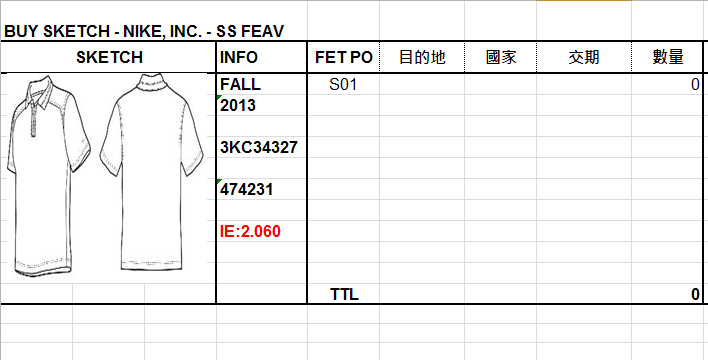 BUY SKETCH - NIKE, INC. - SS FEAV
SKETCH INFO FET PO 目的地 國家 交期 數量
FALL S01 0
2013
3KC34327
474231
IE:2.060
TTL 0